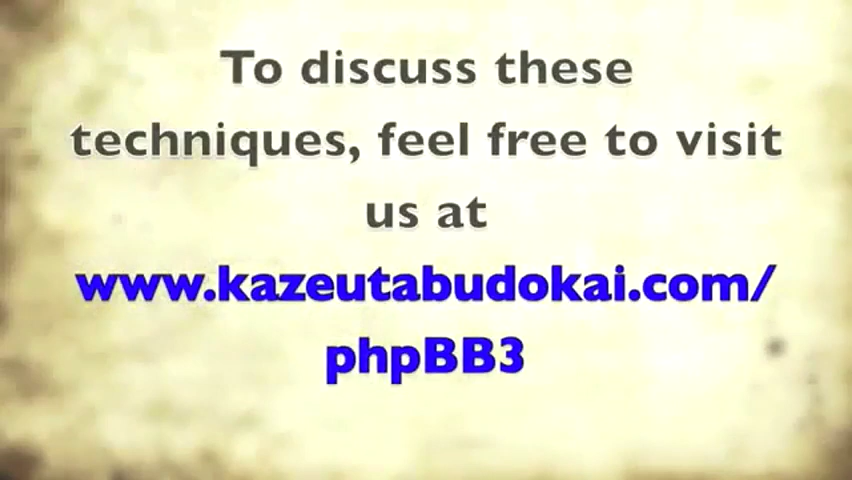 To discuss these
techniques, feel free to visit
us at
www.kazeutabudokai.com/
phpBB3